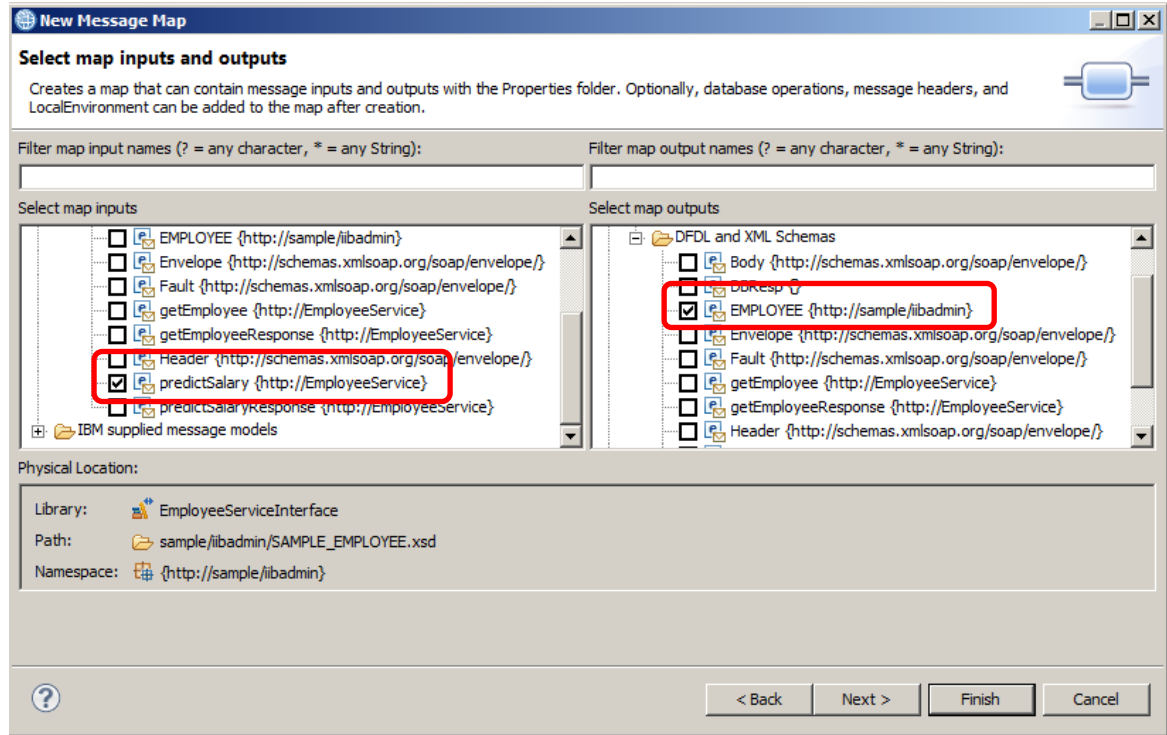 New Message Map
Select map inputs and outputs
Creates a map that can contain message inputs and outputs with the Properties folder. Optionally, database operations, message headers, and
LocalEnvironment can be added to the map after creation.
Filter map input names (? = any character, * = any String):
Filter map output names (? = any character, * = any String):
Select map inputs
EMPLOYEE {http://sample/iibadmin}
Envelope {http://schemas.xmlsoap.org/soap/envelope/}
Fault {http://schemas.xmlsoap.org/soap/envelope/}
getEmployee {http://EmployeeService}
getEmployeeResponse {http://EmployeeService}
Header {http://schemas.xmlsoap.org/soap/envelope/}
predictSalary {http://EmployeeService}
predictSalaryResponse {http://EmployeeService}
IBM supplied message models
Select map outputs
DFDL and XML Schemas
Body {http://schemas.xmlsoap.org/soap/envelope/}
DBResp {}
EMPLOYEE {http://sample/iibadmin}
Envelope {http://schemas.xmlsoap.org/soap/envelope/}
Fault {http://schemas.xmlsoap.org/soap/envelope/}
getEmployee {http://EmployeeService}
getEmployeeResponse {http://EmployeeService}
Header {http://schemas.xmlsoap.org/soap/envelope/}
Physical Location:
Library: EmployeeServiceInterface
Path: sample/iibadmin/SAMPLE_EMPLOYEE.xsd
Namespace: {http://sample/iibadmin}
?
< Back
Next >
Finish
Cancel